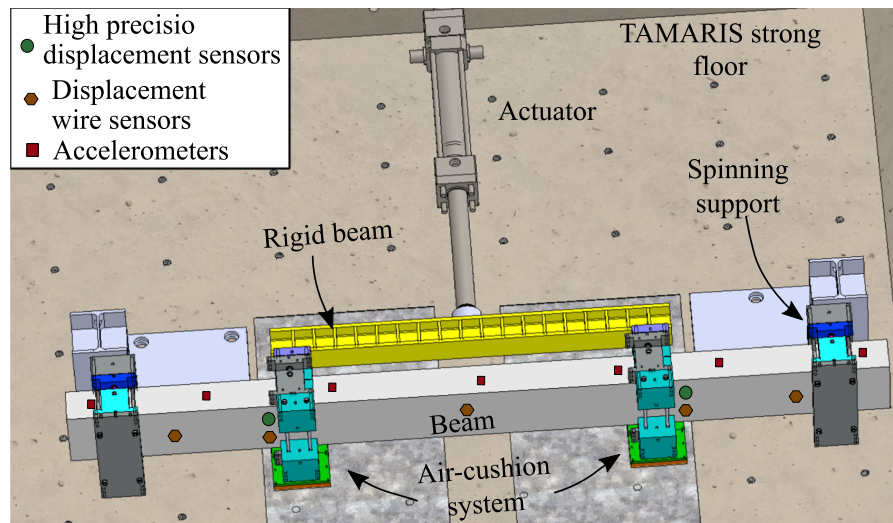 High precisio
displacement sensors
Displacement
wire sensors
Accelerometers
TAMARIS strong
floor
Actuator
Spinning
support
Rigid beam
Beam
Air-cushion
system